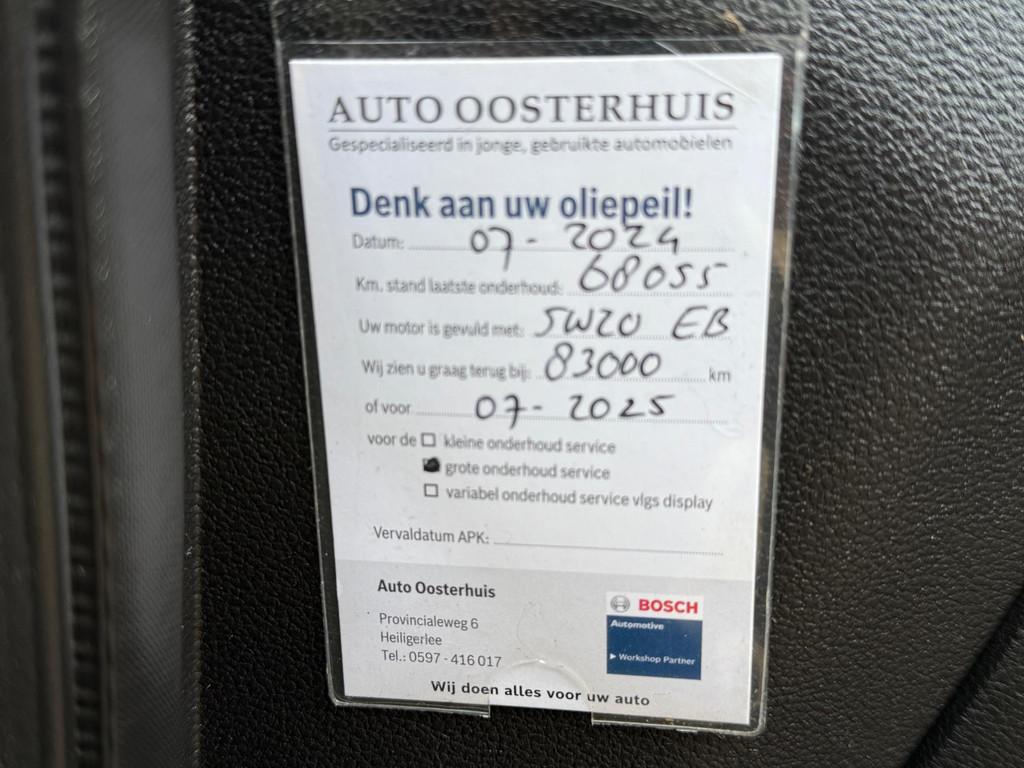 AUTO OOSTERHUIS
Gespecialiseerd in jonge, gebruikte automobielen
Denk aan uw oliepeil!
Datum: 07 - 2024
Km. stand laatste onderhoud: 68055
Uw motor is gevuld met: 5W20 EB
Wij zien u graag terug bij: 83000 km
of voor 07 - 2025
voor de ☐ kleine onderhoud service
■ grote onderhoud service
☐ variabel onderhoud service vlgs display
Vervaldatum APK:
Auto Oosterhuis
Provincialeweg 6
Heiligerlee
Tel.: 0597 - 416 017
BOSCH
Automotive
▶ Workshop Partner
Wij doen alles voor uw auto